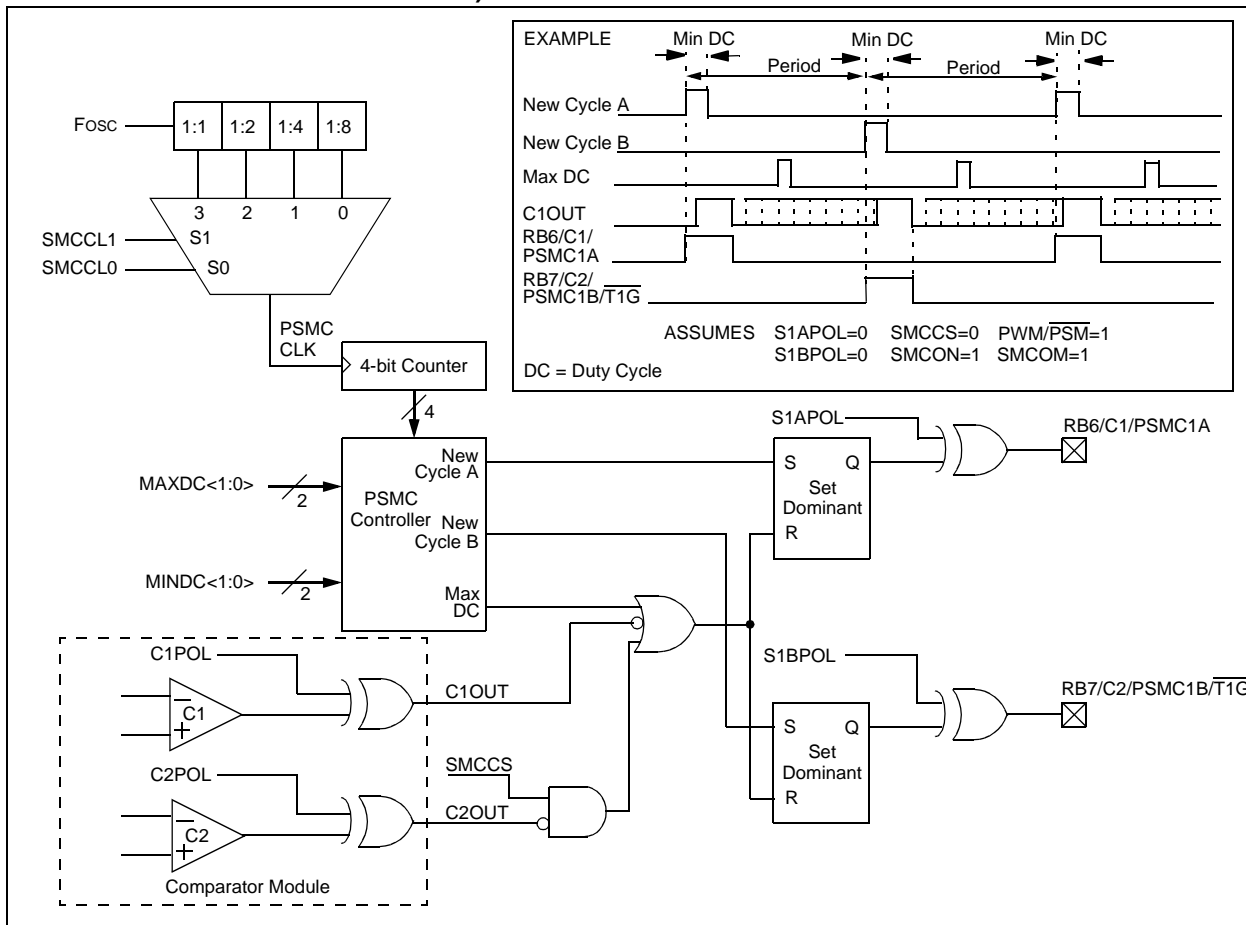 EXAMPLE
Min DC Min DC Min DC
Period Period
New Cycle A
New Cycle B
Max DC
C1OUT
RB6/C1/
PSMC1A
RB7/C2/
PSMC1B/T1G
ASSUMES S1APOL=0 SMCCS=0 PWM/PSM=1
S1BPOL=0 SMCON=1 SMCOM=1
DC = Duty Cycle
FOSC 1:1 1:2 1:4 1:8
3 2 1 0
SMCCL1 S1
SMCCL0 S0
PSMC
CLK
4-bit Counter
4
MAXDC<1:0> 2
MINDC<1:0> 2
PSMC
Controller
New
Cycle A
New
Cycle B
Max
DC
S1APOL
S Q
Set
Dominant
R
RB6/C1/PSMC1A
S1BPOL
S Q
Set
Dominant
R
RB7/C2/PSMC1B/T1G
C1POL
− C1
+
C1OUT
C2POL
− C2
+
SMCCS
C2OUT
Comparator Module